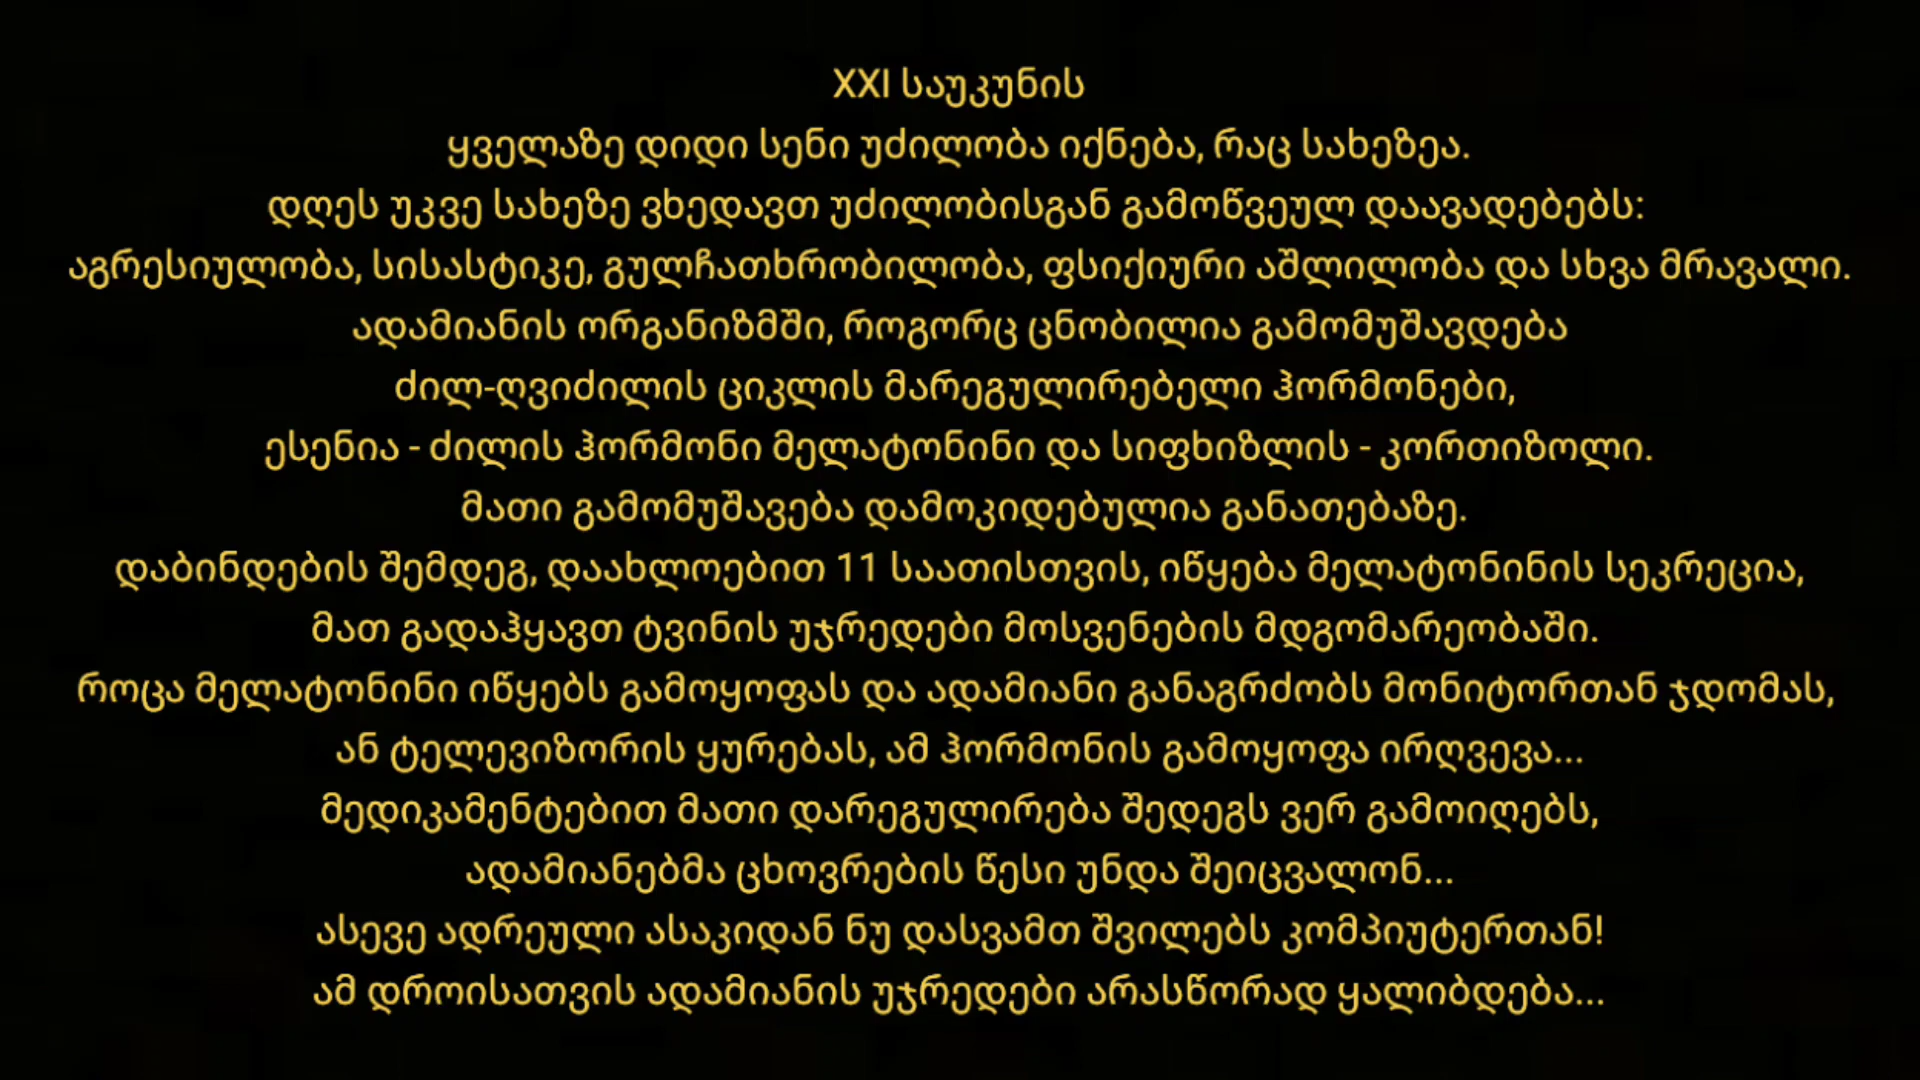 XXI საუკუნის
ყველაზე დიდი სენი უძილობა იქნება, რაც სახეზეა.
დღეს უკვე სახეზე ვხედავთ უძილობისგან გამოწვეულ დაავადებებს:
აგრესიულობა, სისასტიკე, გულჩათხრობილობა, ფსიქიური აშლილობა და სხვა მრავალი.
ადამიანის ორგანიზმში, როგორც ცნობილია გამომუშავდება
ძილ-ღვიძილის ციკლის მარეგულირებელი ჰორმონები,
ესენია - ძილის ჰორმონი მელატონინი და სიფხიზლის - კორთიზოლი.
მათი გამომუშავება დამოკიდებულია განათებაზე.
დაბინდების შემდეგ, დაახლოებით 11 საათისთვის, იწყება მელატონინის სეკრეცია,
მათ გადაჰყავთ ტვინის უჯრედები მოსვენების მდგომარეობაში.
როცა მელატონინი იწყებს გამოყოფას და ადამიანი განაგრძობს მონიტორთან ჯდომას,
ან ტელევიზორის ყურებას, ამ ჰორმონის გამოყოფა ირღვევა...
მედიკამენტებით მათი დარეგულირება შედეგს ვერ გამოიღებს,
ადამიანებმა ცხოვრების წესი უნდა შეიცვალონ...
ასევე ადრეული ასაკიდან ნუ დასვამთ შვილებს კომპიუტერთან!
ამ დროისათვის ადამიანის უჯრედები არასწორად ყალიბდება...